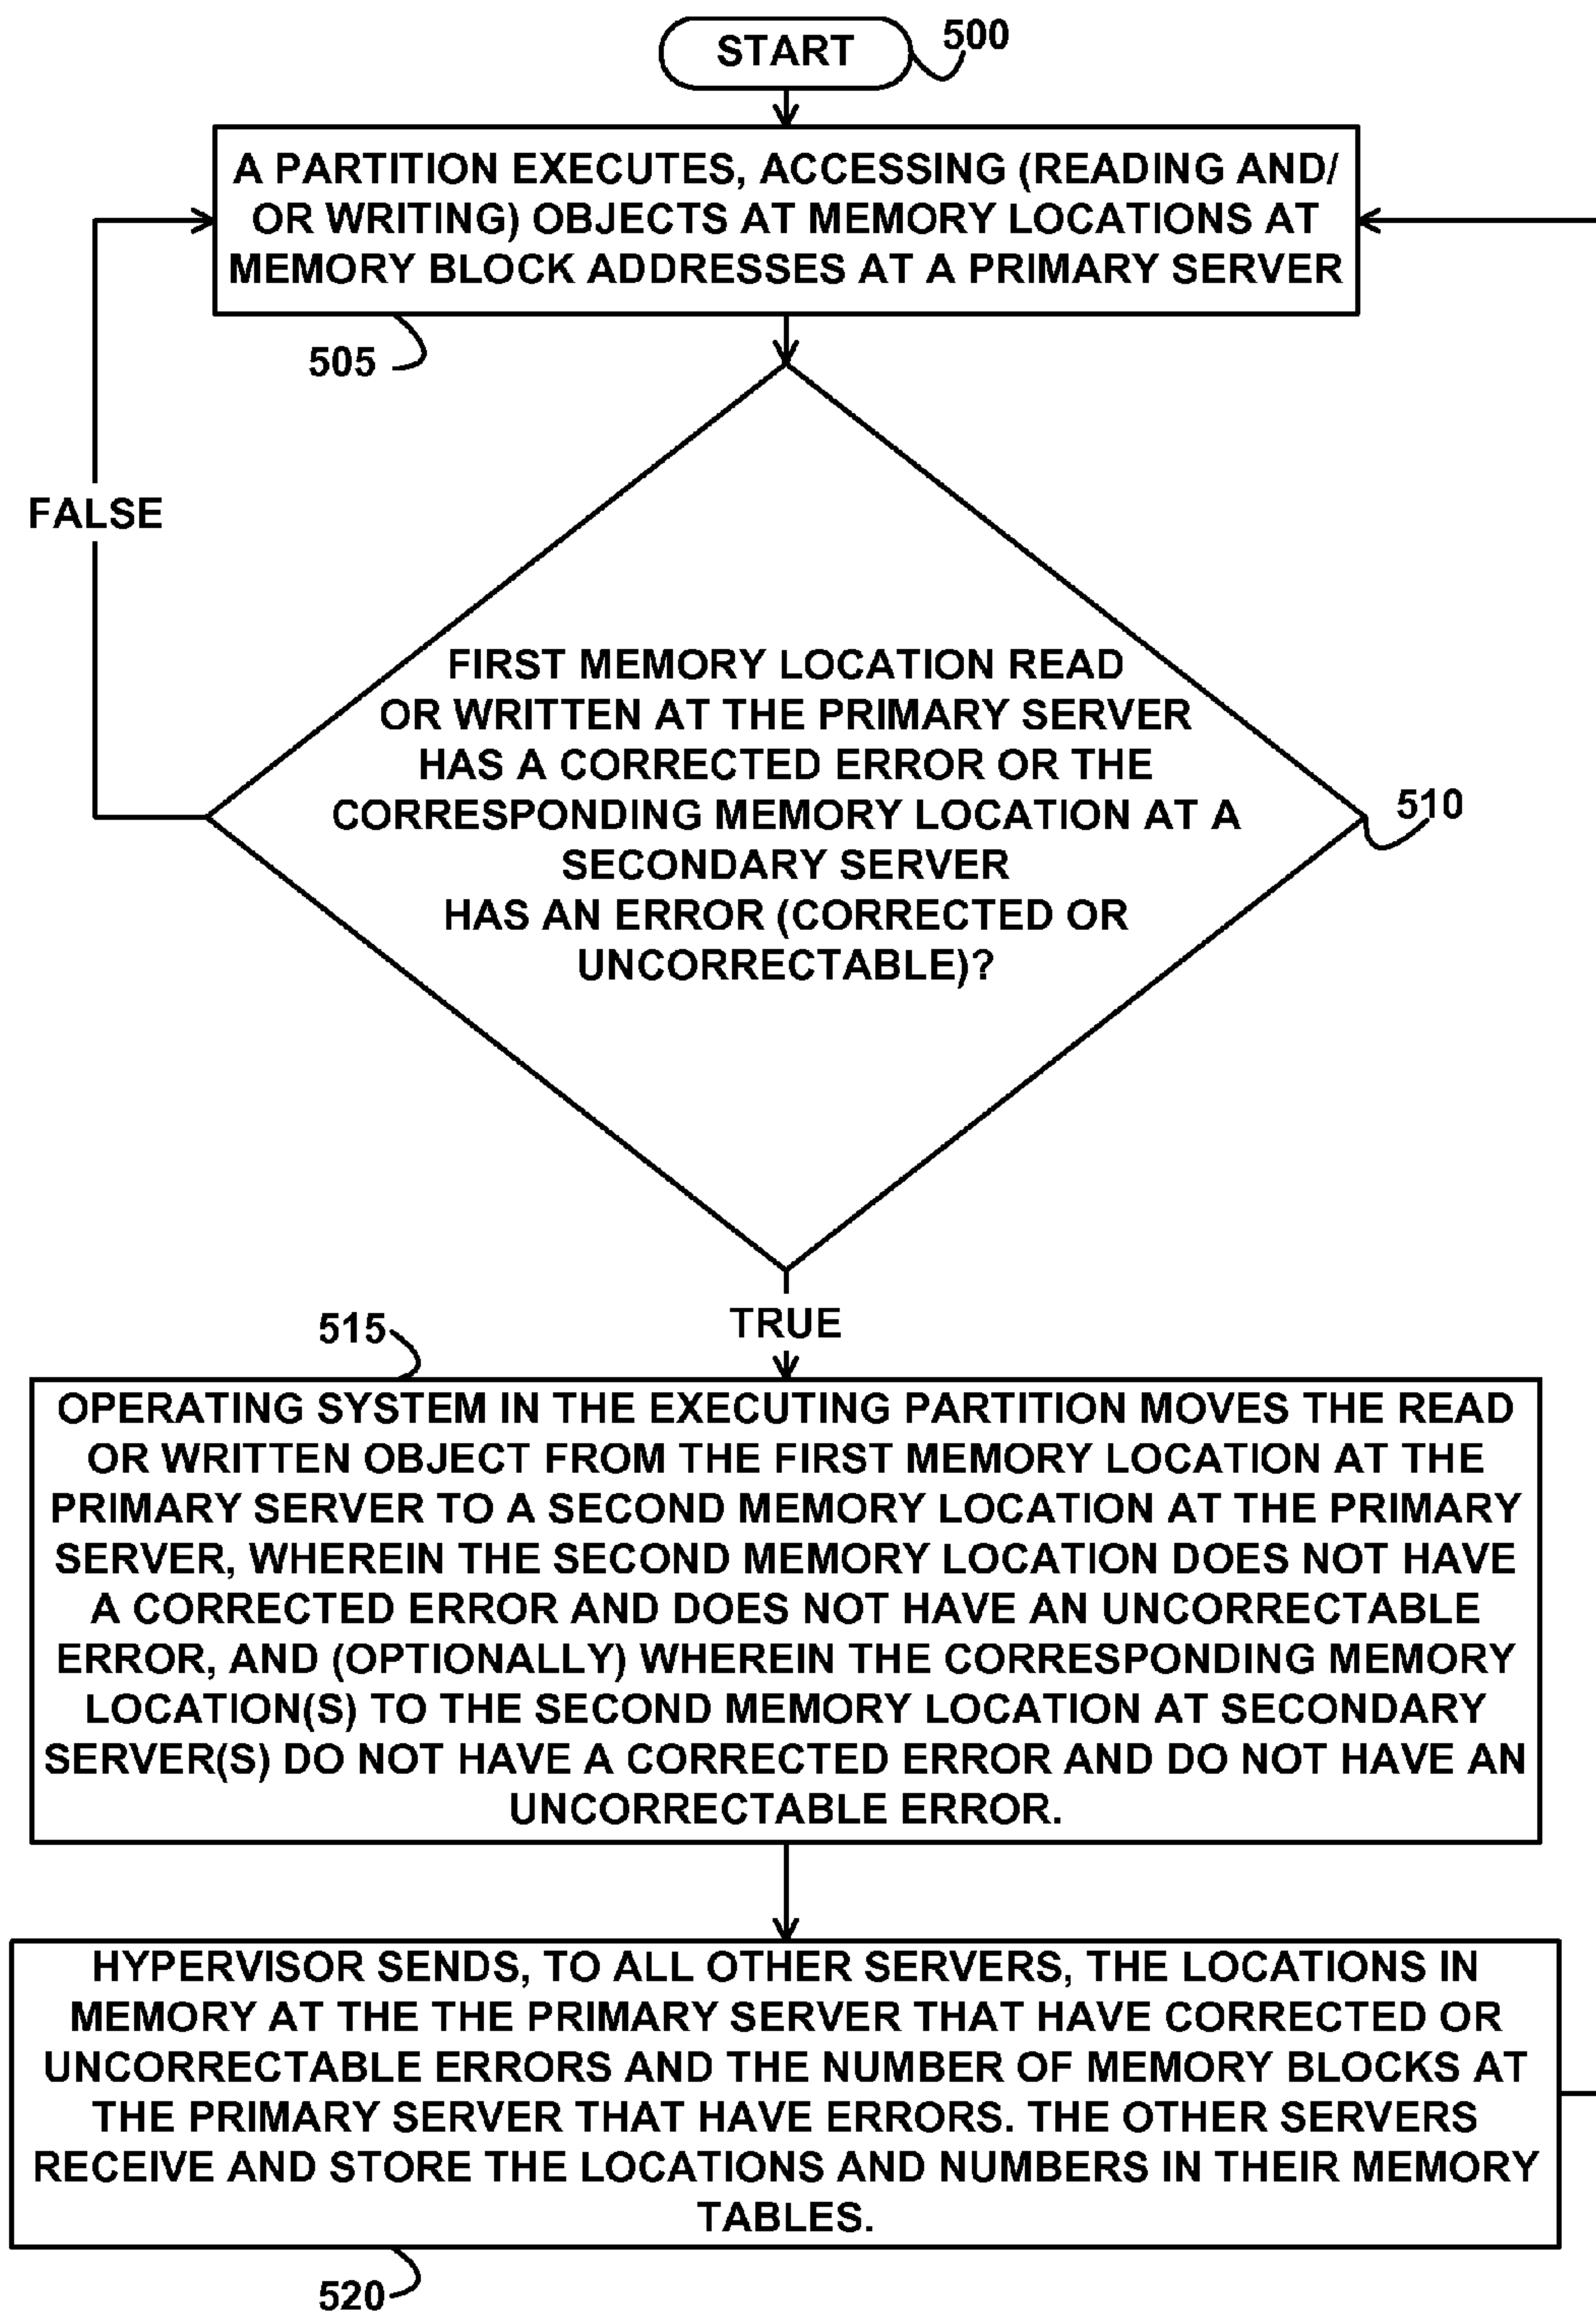 START
500
A PARTITION EXECUTES, ACCESSING (READING AND/
OR WRITING) OBJECTS AT MEMORY LOCATIONS AT
MEMORY BLOCK ADDRESSES AT A PRIMARY SERVER
505
FALSE
FIRST MEMORY LOCATION READ
OR WRITTEN AT THE PRIMARY SERVER
HAS A CORRECTED ERROR OR THE
CORRESPONDING MEMORY LOCATION AT A
SECONDARY SERVER
HAS AN ERROR (CORRECTED OR
UNCORRECTABLE)?
510
TRUE
515
OPERATING SYSTEM IN THE EXECUTING PARTITION MOVES THE READ
OR WRITTEN OBJECT FROM THE FIRST MEMORY LOCATION AT THE
PRIMARY SERVER TO A SECOND MEMORY LOCATION AT THE PRIMARY
SERVER, WHEREIN THE SECOND MEMORY LOCATION DOES NOT HAVE
A CORRECTED ERROR AND DOES NOT HAVE AN UNCORRECTABLE
ERROR, AND (OPTIONALLY) WHEREIN THE CORRESPONDING MEMORY
LOCATION(S) TO THE SECOND MEMORY LOCATION AT SECONDARY
SERVER(S) DO NOT HAVE A CORRECTED ERROR AND DO NOT HAVE AN
UNCORRECTABLE ERROR.
HYPERVISOR SENDS, TO ALL OTHER SERVERS, THE LOCATIONS IN
MEMORY AT THE THE PRIMARY SERVER THAT HAVE CORRECTED OR
UNCORRECTABLE ERRORS AND THE NUMBER OF MEMORY BLOCKS AT
THE PRIMARY SERVER THAT HAVE ERRORS. THE OTHER SERVERS
RECEIVE AND STORE THE LOCATIONS AND NUMBERS IN THEIR MEMORY
TABLES.
520